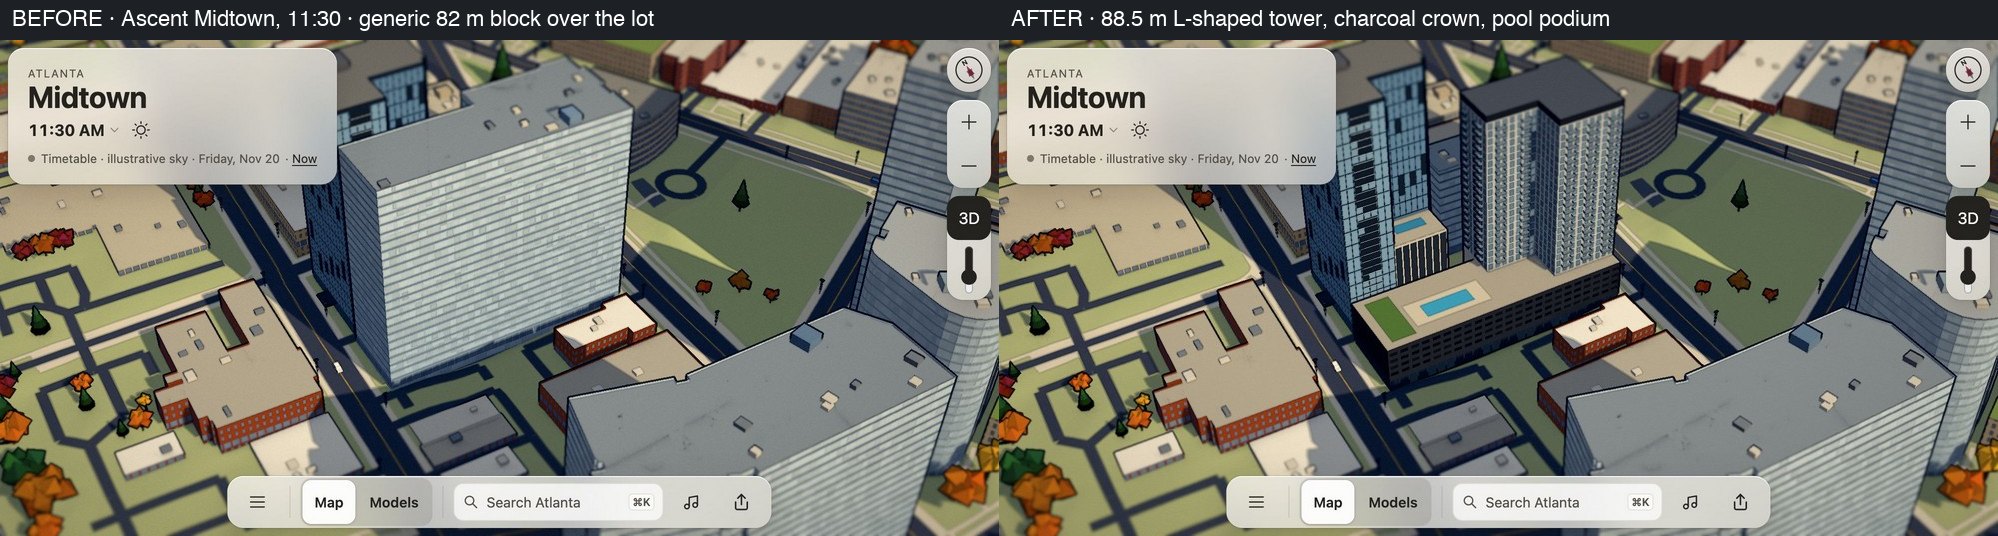 BEFORE · Ascent Midtown, 11:30 · generic 82 m block over the lot
ATLANTA
Midtown
11:30 AM
Timetable · illustrative sky · Friday, Nov 20 · Now
N
+
−
3D
Map Models Search Atlanta ⌘K
AFTER · 88.5 m L-shaped tower, charcoal crown, pool podium
ATLANTA
Midtown
11:30 AM
Timetable · illustrative sky · Friday, Nov 20 · Now
N
+
−
3D
Map Models Search Atlanta ⌘K